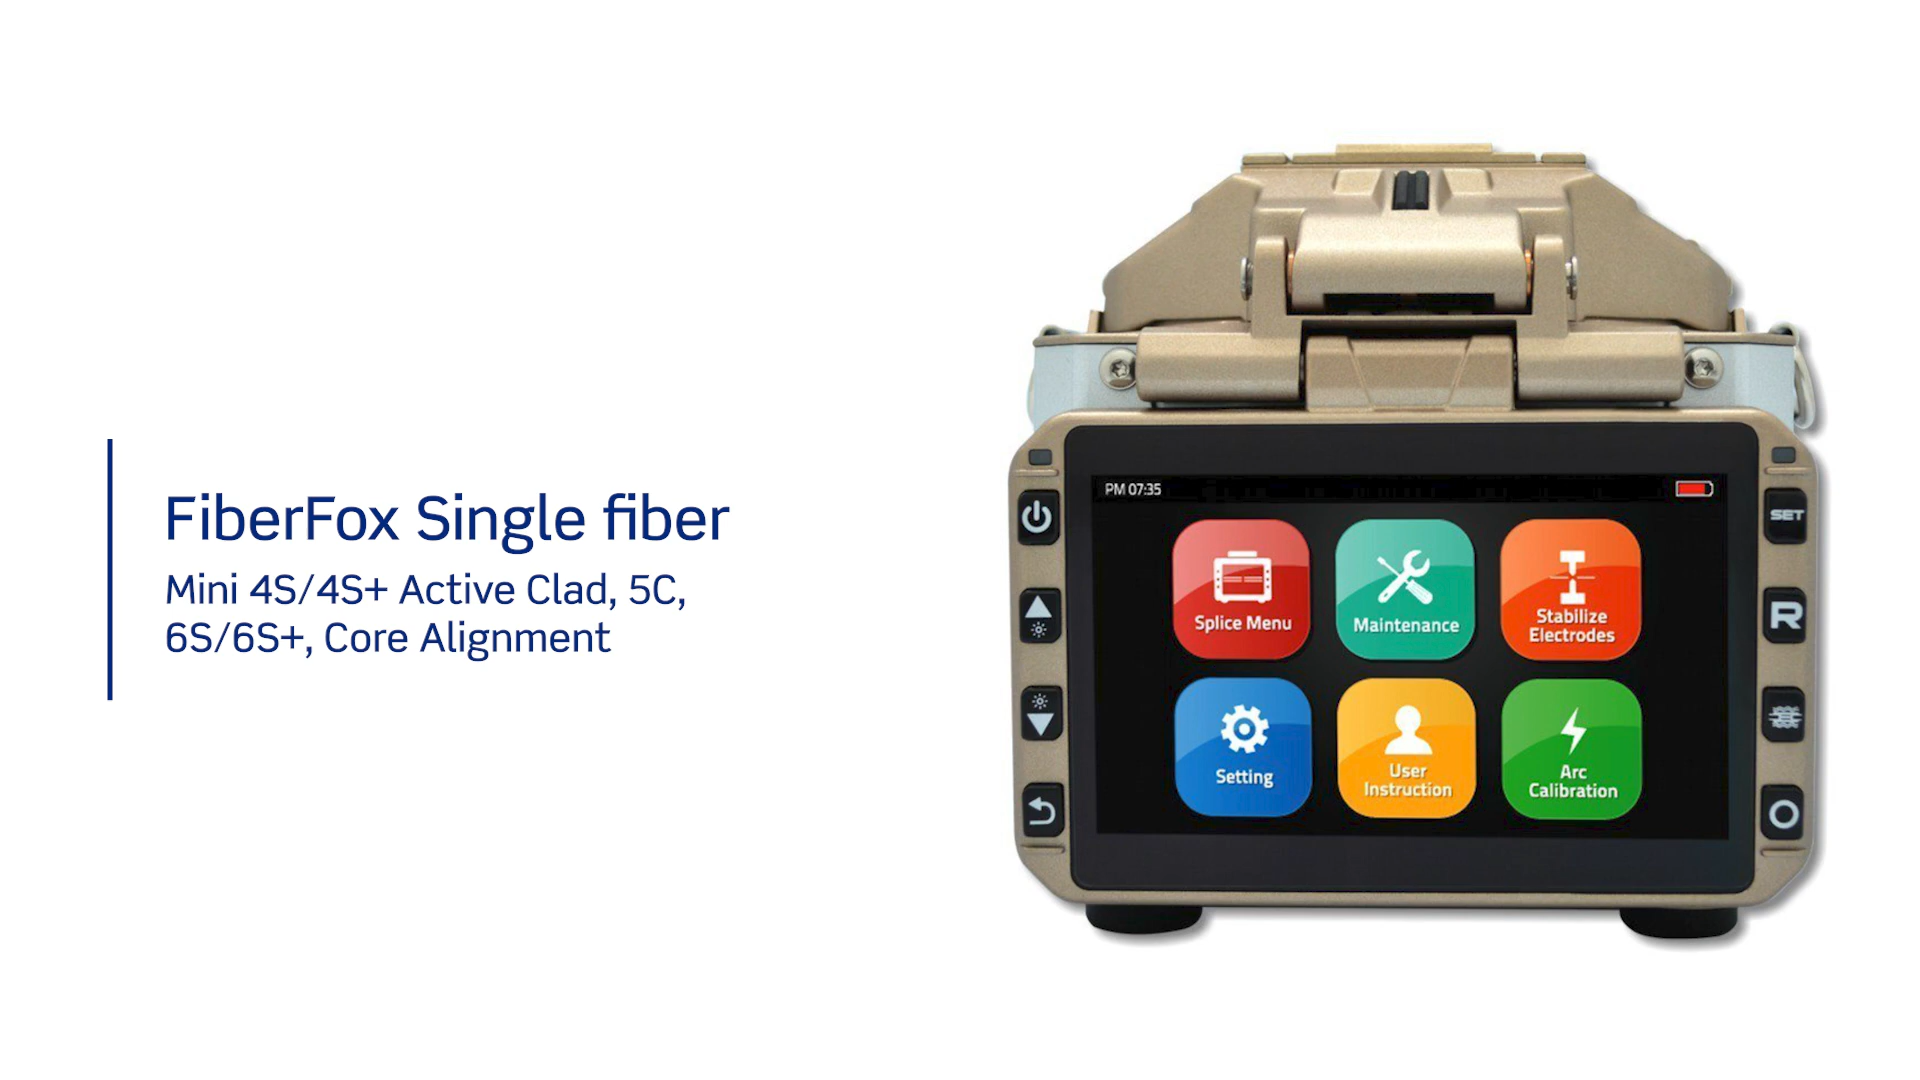 FiberFox Single fiber
Mini 4S/4S+ Active Clad, 5C,
6S/6S+, Core Alignment
PM 07:35
SET
R
Splice Menu
Maintenance
Stabilize
Electrodes
Setting
User
Instruction
Arc
Calibration